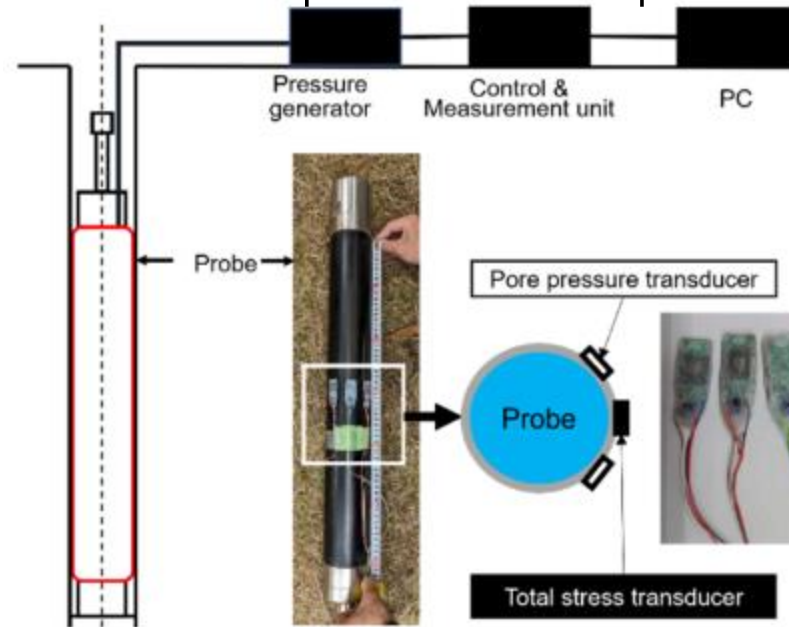 Pressure
generator
Control &
Measurement unit
PC
Probe
Pore pressure transducer
Probe
Total stress transducer